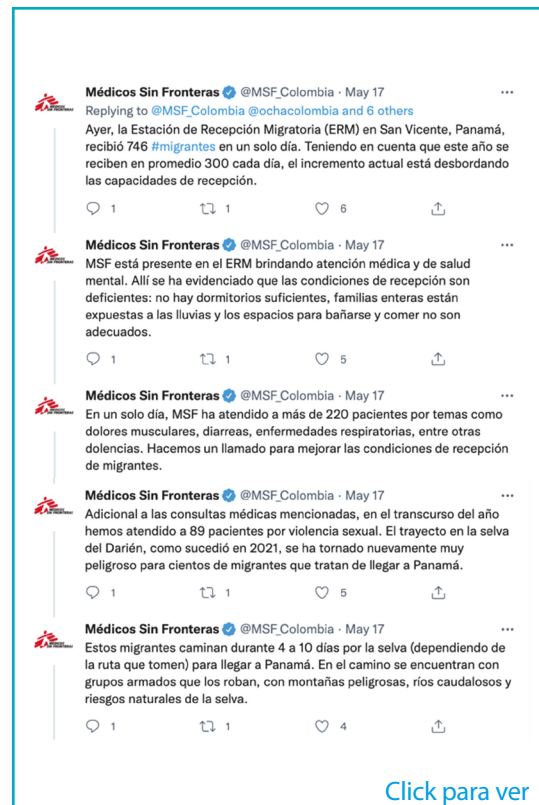 Médicos Sin Fronteras @MSF_Colombia · May 17
Replying to @MSF_Colombia @ochacolombia and 6 others
Ayer, la Estación de Recepción Migratoria (ERM) en San Vicente, Panamá,
recibió 746 #migrantes en un solo día. Teniendo en cuenta que este año se
reciben en promedio 300 cada día, el incremento actual está desbordando
las capacidades de recepción.
1 1 6
Médicos Sin Fronteras @MSF_Colombia · May 17
MSF está presente en el ERM brindando atención médica y de salud
mental. Allí se ha evidenciado que las condiciones de recepción son
deficientes: no hay dormitorios suficientes, familias enteras están
expuestas a las lluvias y los espacios para bañarse y comer no son
adecuados.
1 1 5
Médicos Sin Fronteras @MSF_Colombia · May 17
En un solo día, MSF ha atendido a más de 220 pacientes por temas como
dolores musculares, diarreas, enfermedades respiratorias, entre otras
dolencias. Hacemos un llamado para mejorar las condiciones de recepción
de migrantes.
Médicos Sin Fronteras @MSF_Colombia · May 17
Adicional a las consultas médicas mencionadas, en el transcurso del año
hemos atendido a 89 pacientes por violencia sexual. El trayecto en la selva
del Darién, como sucedió en 2021, se ha tornado nuevamente muy
peligroso para cientos de migrantes que tratan de llegar a Panamá.
1 1 5
Médicos Sin Fronteras @MSF_Colombia · May 17
Estos migrantes caminan durante 4 a 10 días por la selva (dependiendo de
la ruta que tomen) para llegar a Panamá. En el camino se encuentran con
grupos armados que los roban, con montañas peligrosas, ríos caudalosos y
riesgos naturales de la selva.
1 1 4
Click para ver